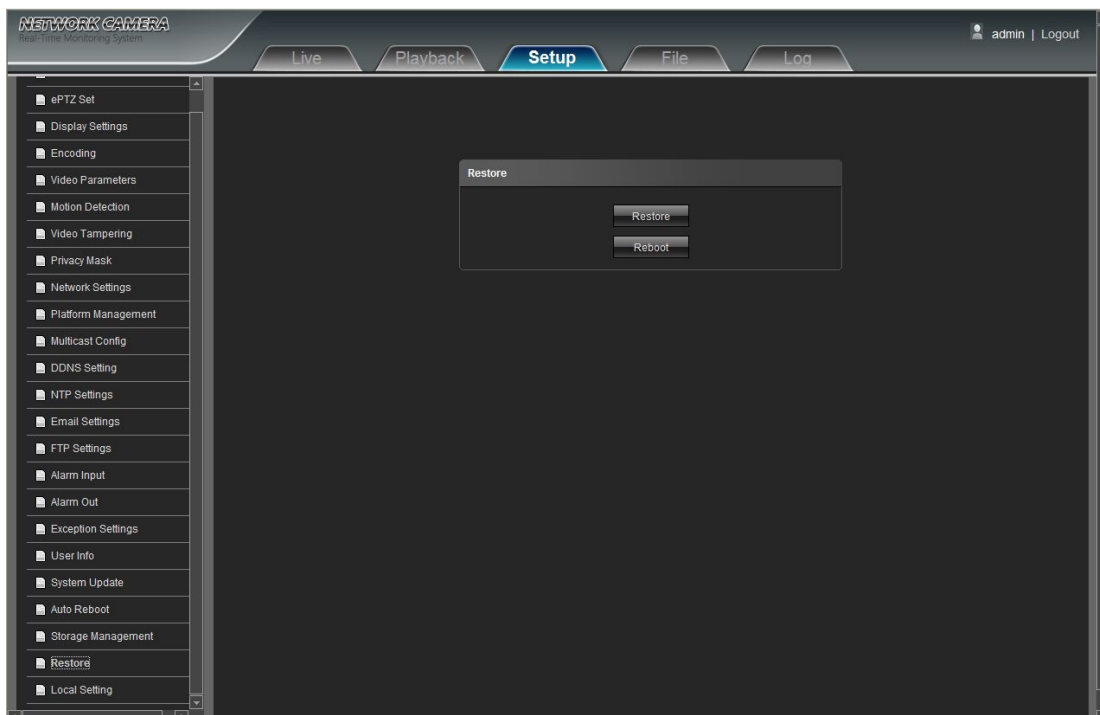 NETWORK CAMERA
Real-Time Monitoring System
admin | Logout
Live
Playback
Setup
File
Log
ePTZ Set
Display Settings
Encoding
Video Parameters
Motion Detection
Video Tampering
Privacy Mask
Network Settings
Platform Management
Multicast Config
DDNS Setting
NTP Settings
Email Settings
FTP Settings
Alarm Input
Alarm Out
Exception Settings
User Info
System Update
Auto Reboot
Storage Management
Restore
Local Setting
Restore
Restore
Reboot